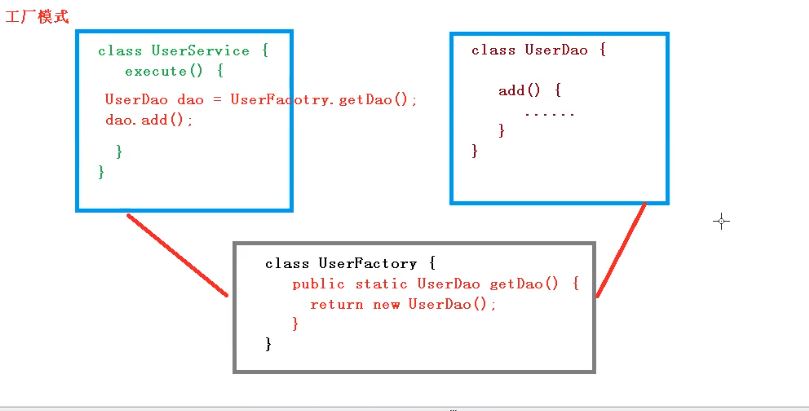 工厂模式
class UserService {
execute() {
UserDao dao = UserFacotry.getDao();
dao.add();
}
}
class UserDao {
add() {
......
}
}
class UserFactory {
public static UserDao getDao() {
return new UserDao();
}
}